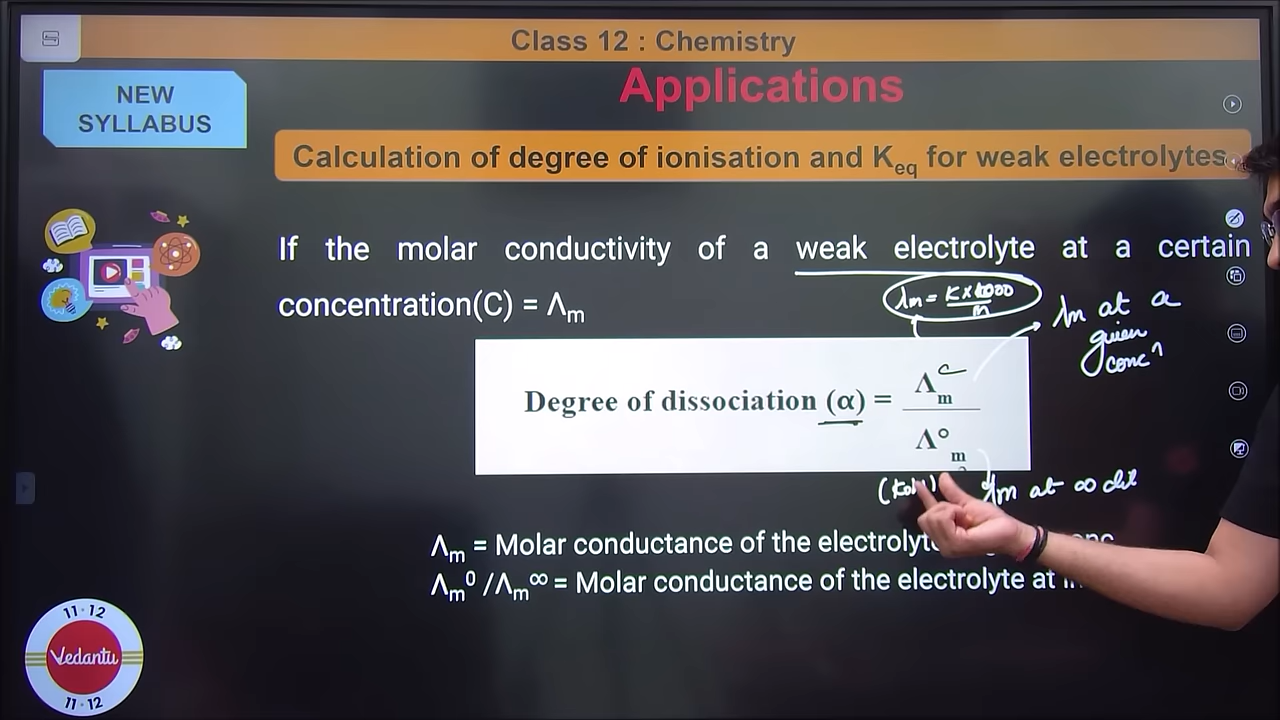 Class 12 : Chemistry
Applications
NEW
SYLLABUS
Calculation of degree of ionisation and Keq for weak electrolytes
If the molar conductivity of a weak electrolyte at a certain
concentration(C) = Λm
λm = K×1000/m
λm at a
given
concⁿ
Degree of dissociation (α) = Λᶜm / Λ°m
λm at ∞ dil
Λm = Molar conductance of the electrolyte
Λm⁰ /Λm∞ = Molar conductance of the electrolyte at
11·12
Vedantu
11·12